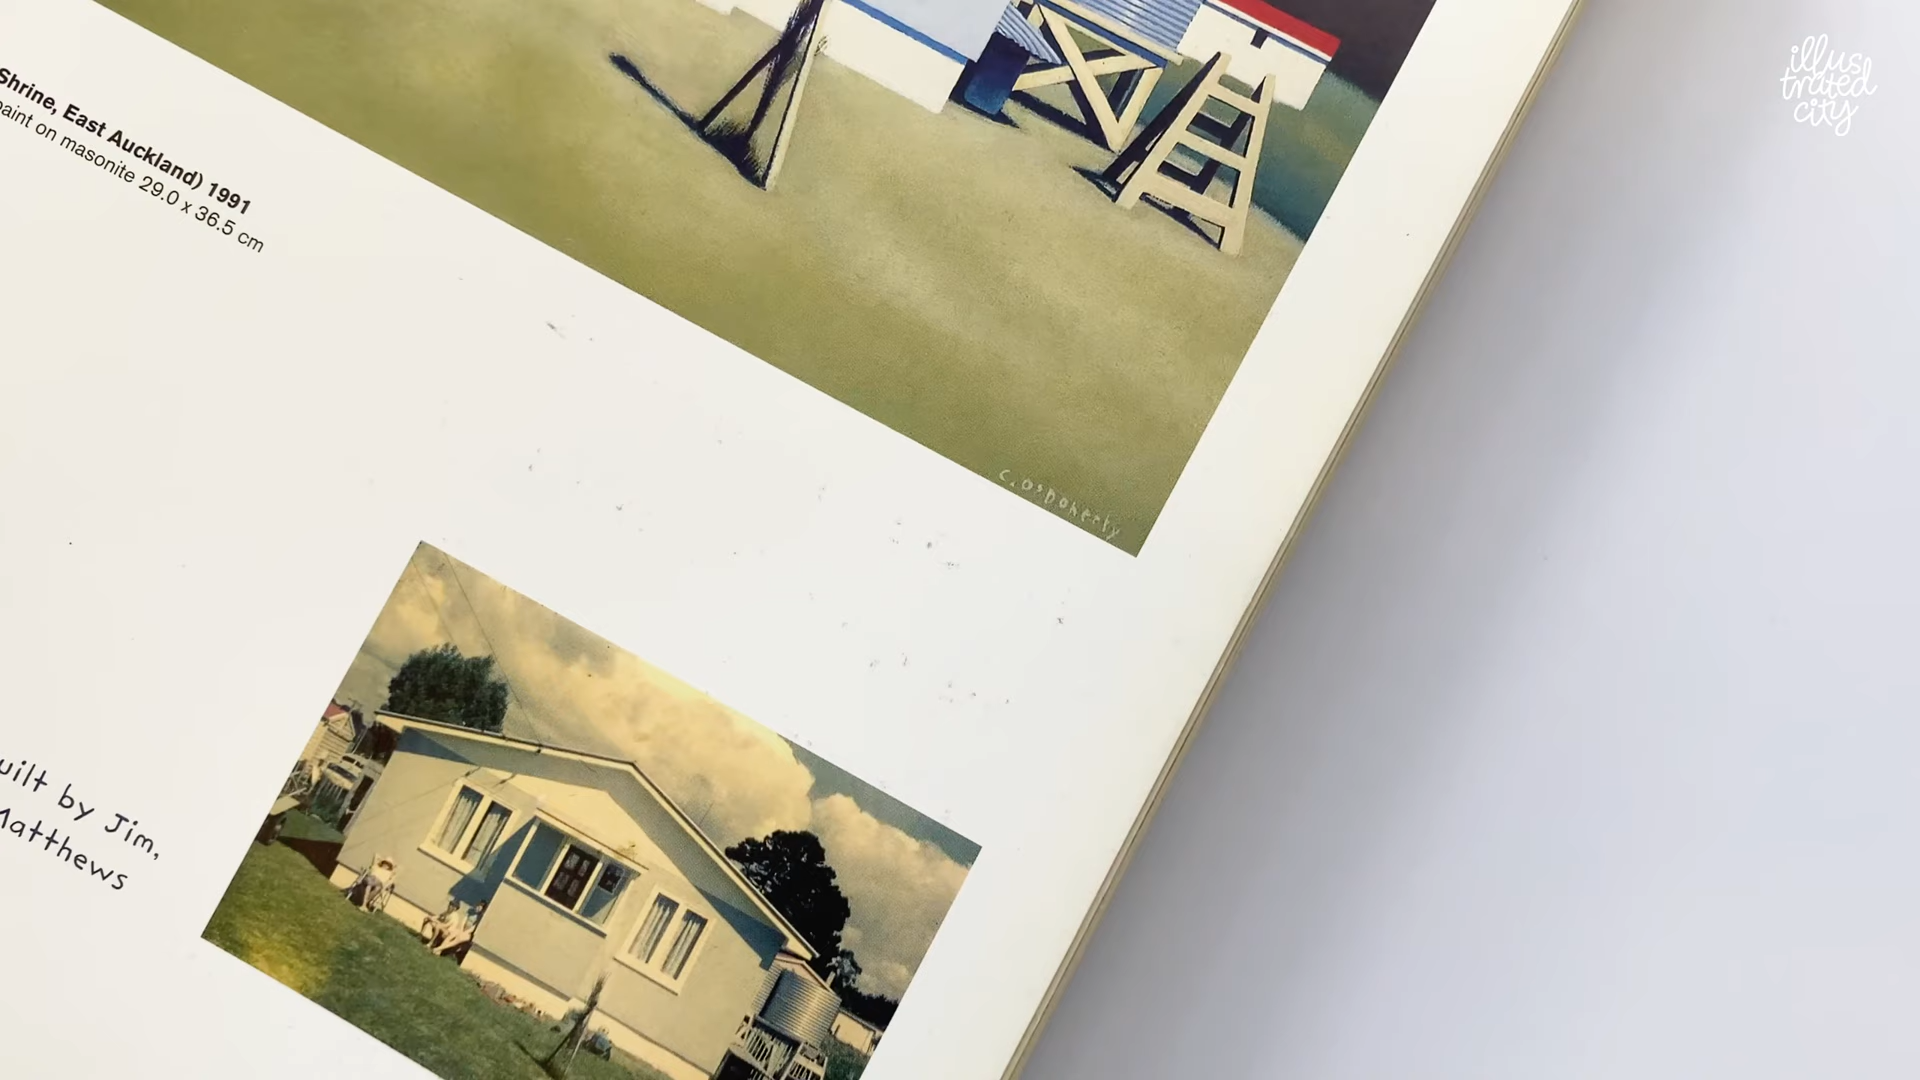 Shrine, East Auckland) 1991
paint on masonite 29.0 x 36.5 cm
C. O'Doherty
uilt by Jim,
Matthews
illus
trated
city